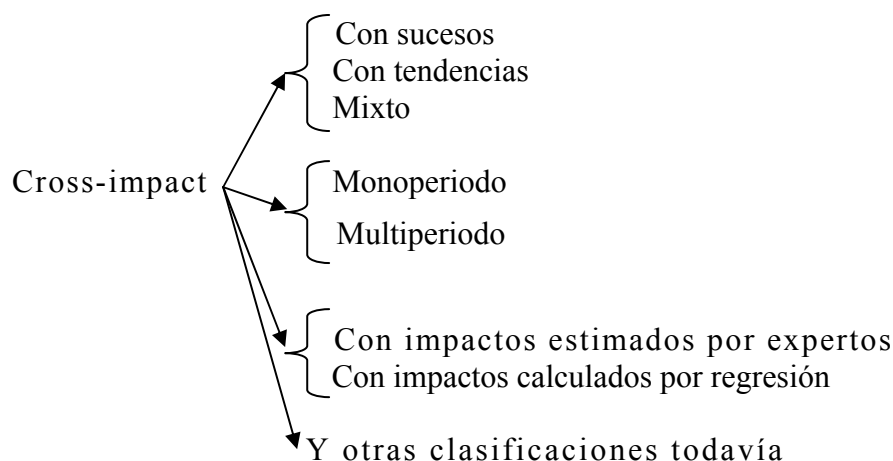 Con sucesos
Con tendencias
Mixto
Cross-impact
Monoperiodo
Multiperiodo
Con impactos estimados por expertos
Con impactos calculados por regresión
Y otras clasificaciones todavía